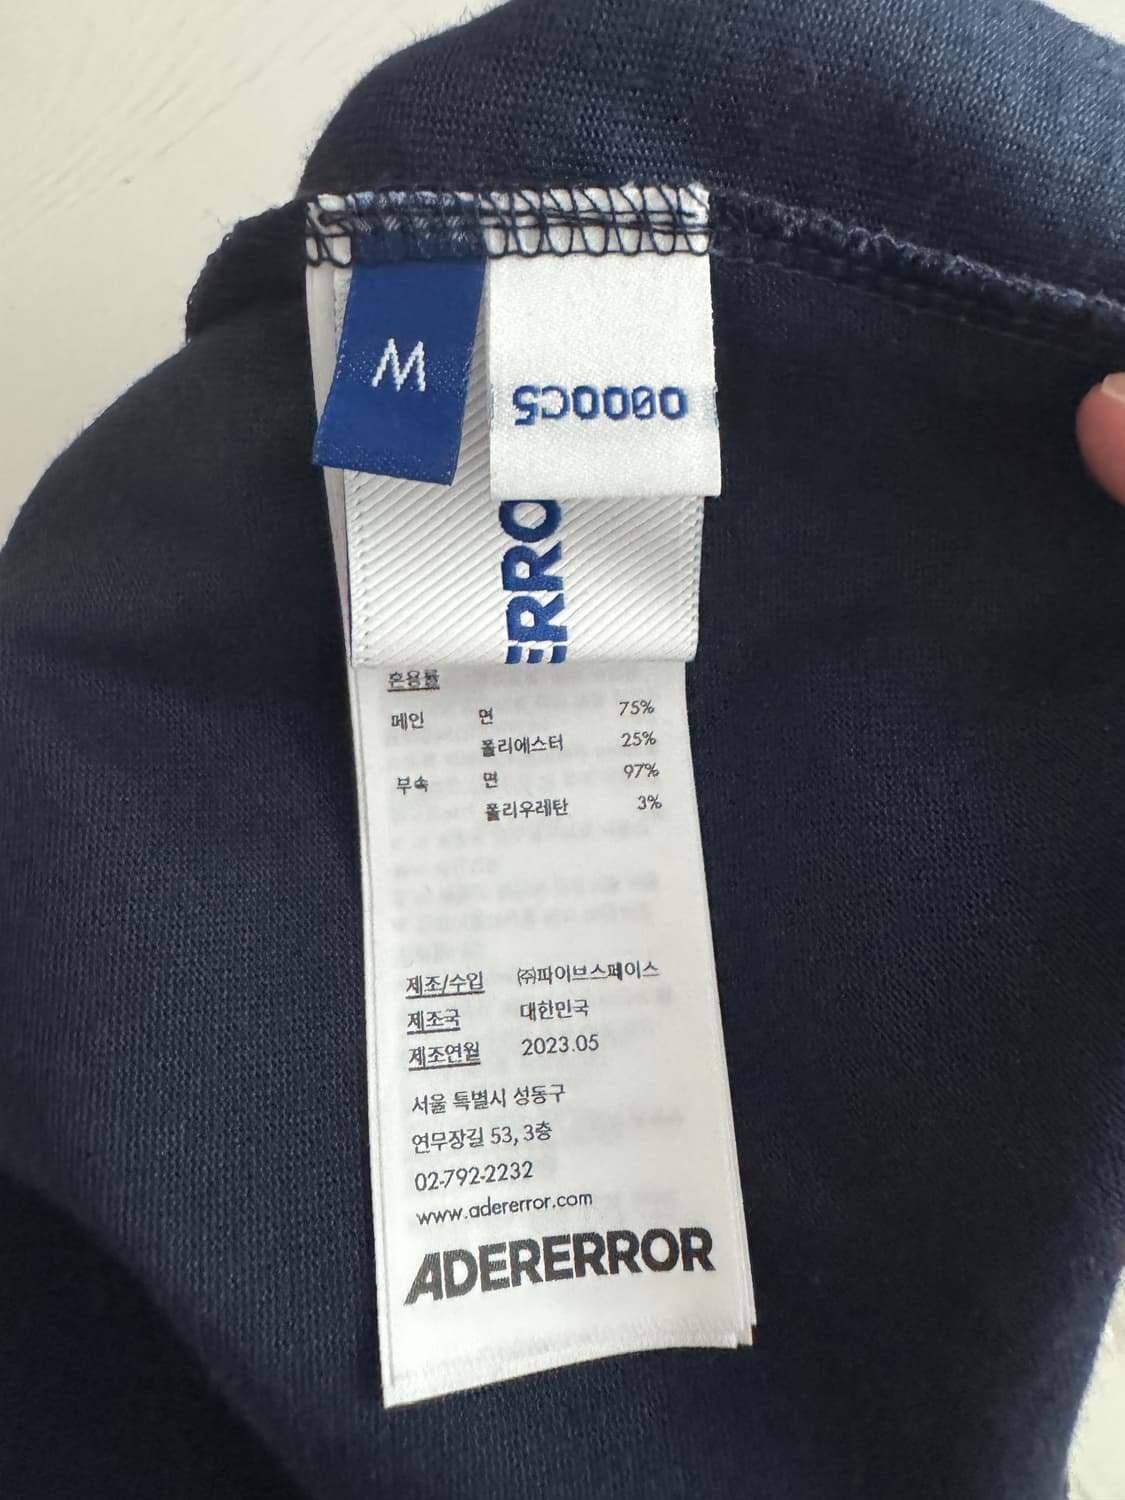 M
0000C5
ERRO
혼용률
메인 면 75%
폴리에스터 25%
부속 면 97%
폴리우레탄 3%
제조/수입 ㈜파이브스페이스
제조국 대한민국
제조연월 2023.05
서울 특별시 성동구
연무장길 53, 3층
02-792-2232
www.adererror.com
ADERERROR